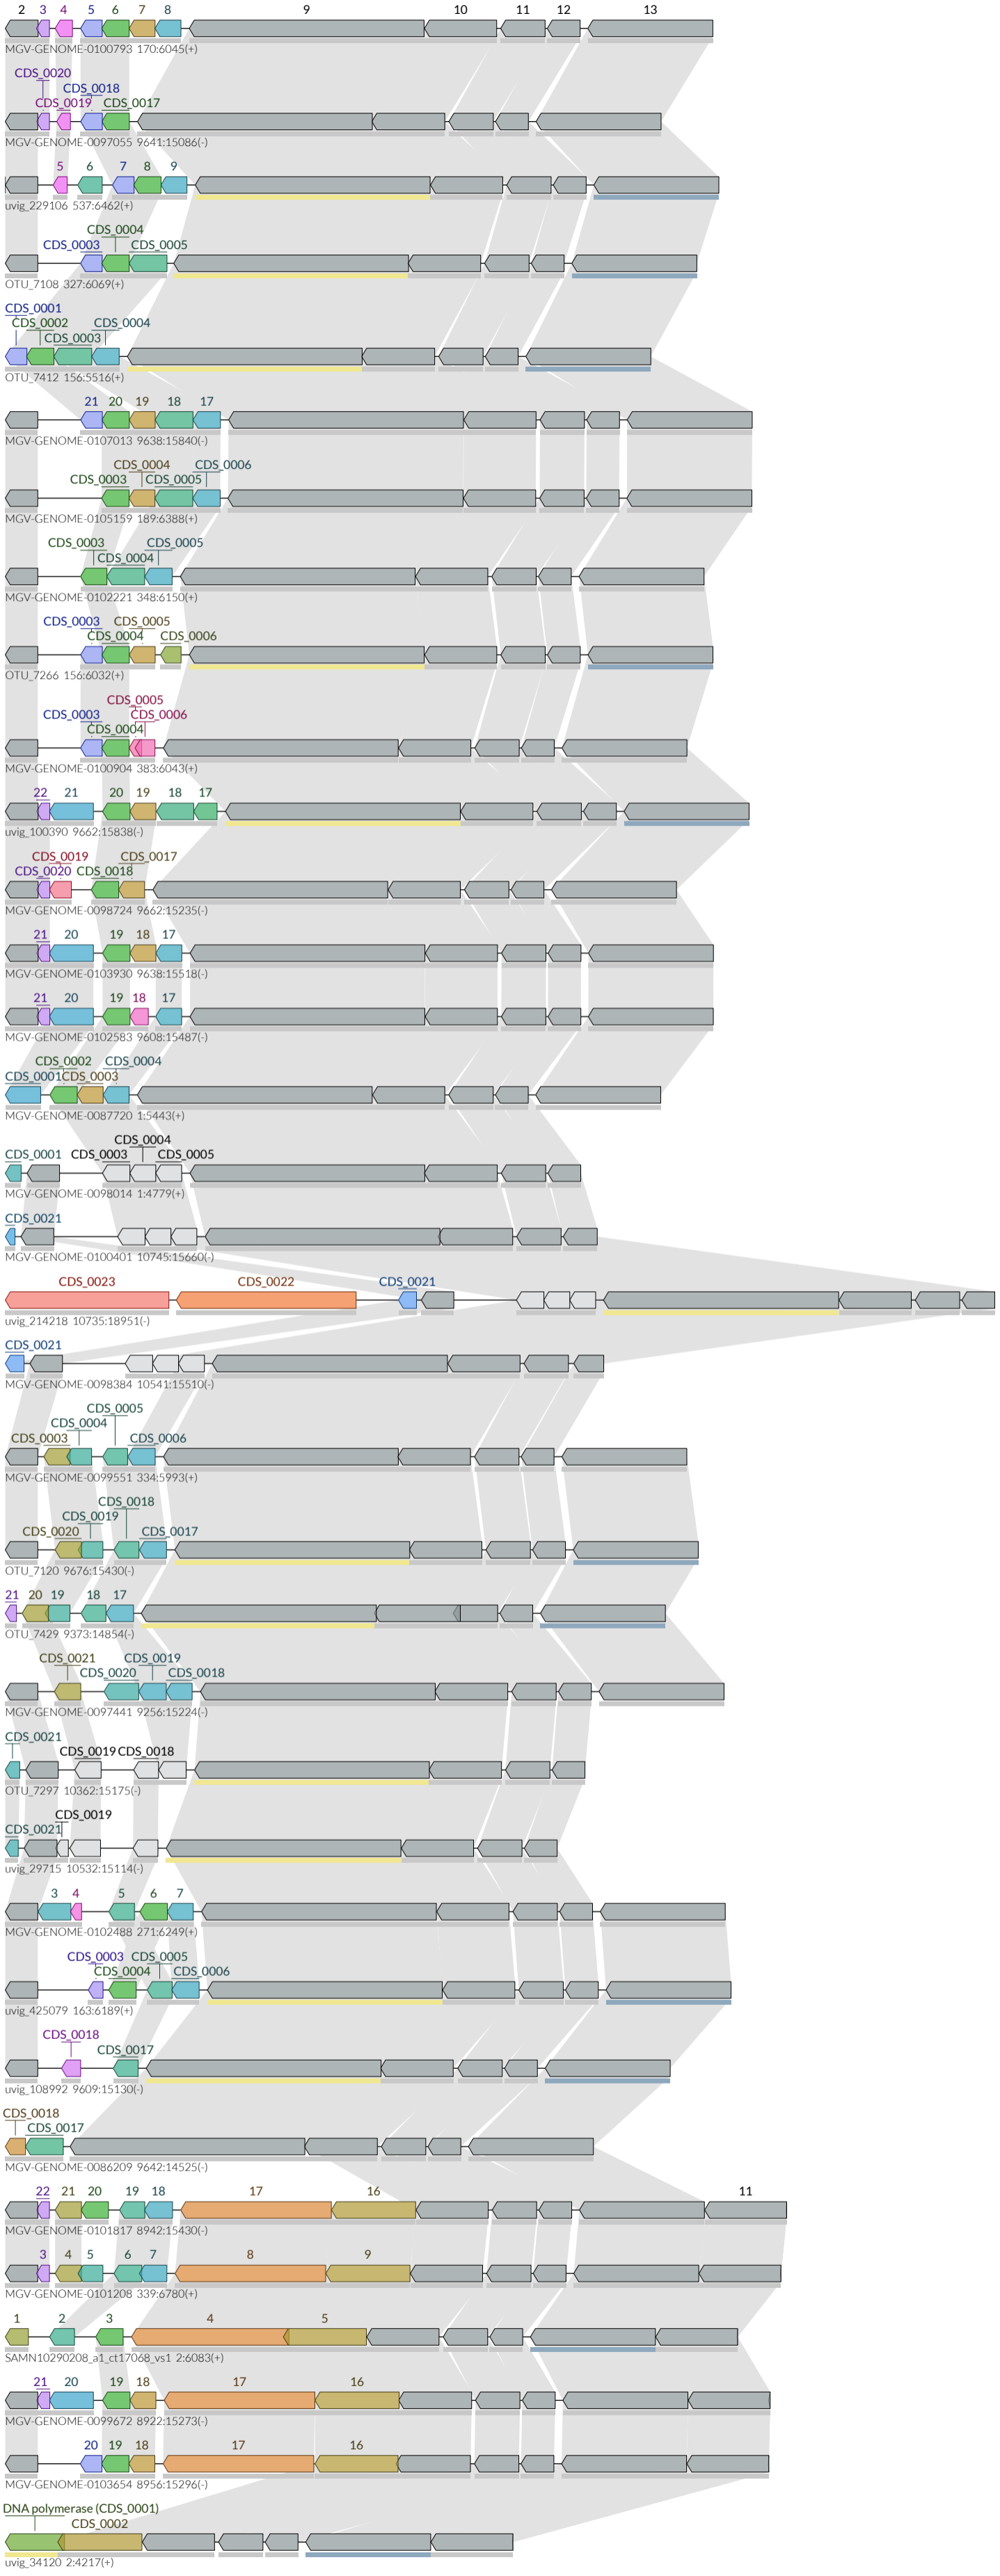 2 3 4 5 6 7 8 9 10 11 12 13
MGV-GENOME-0100793 170:6045(+)
CDS_0020
CDS_0018
CDS_0019 CDS_0017
MGV-GENOME-0097055 9641:15086(-)
5 6 7 8 9
uvig_229106 537:6462(+)
CDS_0004
CDS_0003 CDS_0005
OTU_7108 327:6069(+)
CDS_0001
CDS_0002 CDS_0004
CDS_0003
OTU_7412 156:5516(+)
21 20 19 18 17
MGV-GENOME-0107013 9638:15840(-)
CDS_0004 CDS_0006
CDS_0003 CDS_0005
MGV-GENOME-0105159 189:6388(+)
CDS_0003 CDS_0005
CDS_0004
MGV-GENOME-0102221 348:6150(+)
CDS_0003 CDS_0005
CDS_0004 CDS_0006
OTU_7266 156:6032(+)
CDS_0005
CDS_0003 CDS_0006
CDS_0004
MGV-GENOME-0100904 383:6043(+)
22 21 20 19 18 17
uvig_100390 9662:15838(-)
CDS_0019 CDS_0017
CDS_0020 CDS_0018
MGV-GENOME-0098724 9662:15235(-)
21 20 19 18 17
MGV-GENOME-0103930 9638:15518(-)
21 20 19 18 17
MGV-GENOME-0102583 9608:15487(-)
CDS_0002 CDS_0004
CDS_0001 CDS_0003
MGV-GENOME-0087720 1:5443(+)
CDS_0004
CDS_0001 CDS_0003 CDS_0005
MGV-GENOME-0098014 1:4779(+)
CDS_0021
MGV-GENOME-0100401 10745:15660(-)
CDS_0023 CDS_0022 CDS_0021
uvig_214218 10735:18951(-)
CDS_0021
MGV-GENOME-0098384 10541:15510(-)
CDS_0005
CDS_0004
CDS_0003 CDS_0006
MGV-GENOME-0099551 334:5993(+)
CDS_0018
CDS_0019
CDS_0020 CDS_0017
OTU_7120 9676:15430(-)
21 20 19 18 17
OTU_7429 9373:14854(-)
CDS_0021 CDS_0019
CDS_0020 CDS_0018
MGV-GENOME-0097441 9256:15224(-)
CDS_0021
CDS_0019 CDS_0018
OTU_7297 10362:15175(-)
CDS_0019
CDS_0021
uvig_29715 10532:15114(-)
3 4 5 6 7
MGV-GENOME-0102488 271:6249(+)
CDS_0003 CDS_0005
CDS_0004 CDS_0006
uvig_425079 163:6189(+)
CDS_0018
CDS_0017
uvig_108992 9609:15130(-)
CDS_0018
CDS_0017
MGV-GENOME-0086209 9642:14525(-)
22 21 20 19 18 17 16 11
MGV-GENOME-0101817 8942:15430(-)
3 4 5 6 7 8 9
MGV-GENOME-0101208 339:6780(+)
1 2 3 4 5
SAMN10290208_a1_ct17068_vs1 2:6083(+)
21 20 19 18 17 16
MGV-GENOME-0099672 8922:15273(-)
20 19 18 17 16
MGV-GENOME-0103654 8956:15296(-)
DNA polymerase (CDS_0001)
CDS_0002
uvig_34120 2:4217(+)